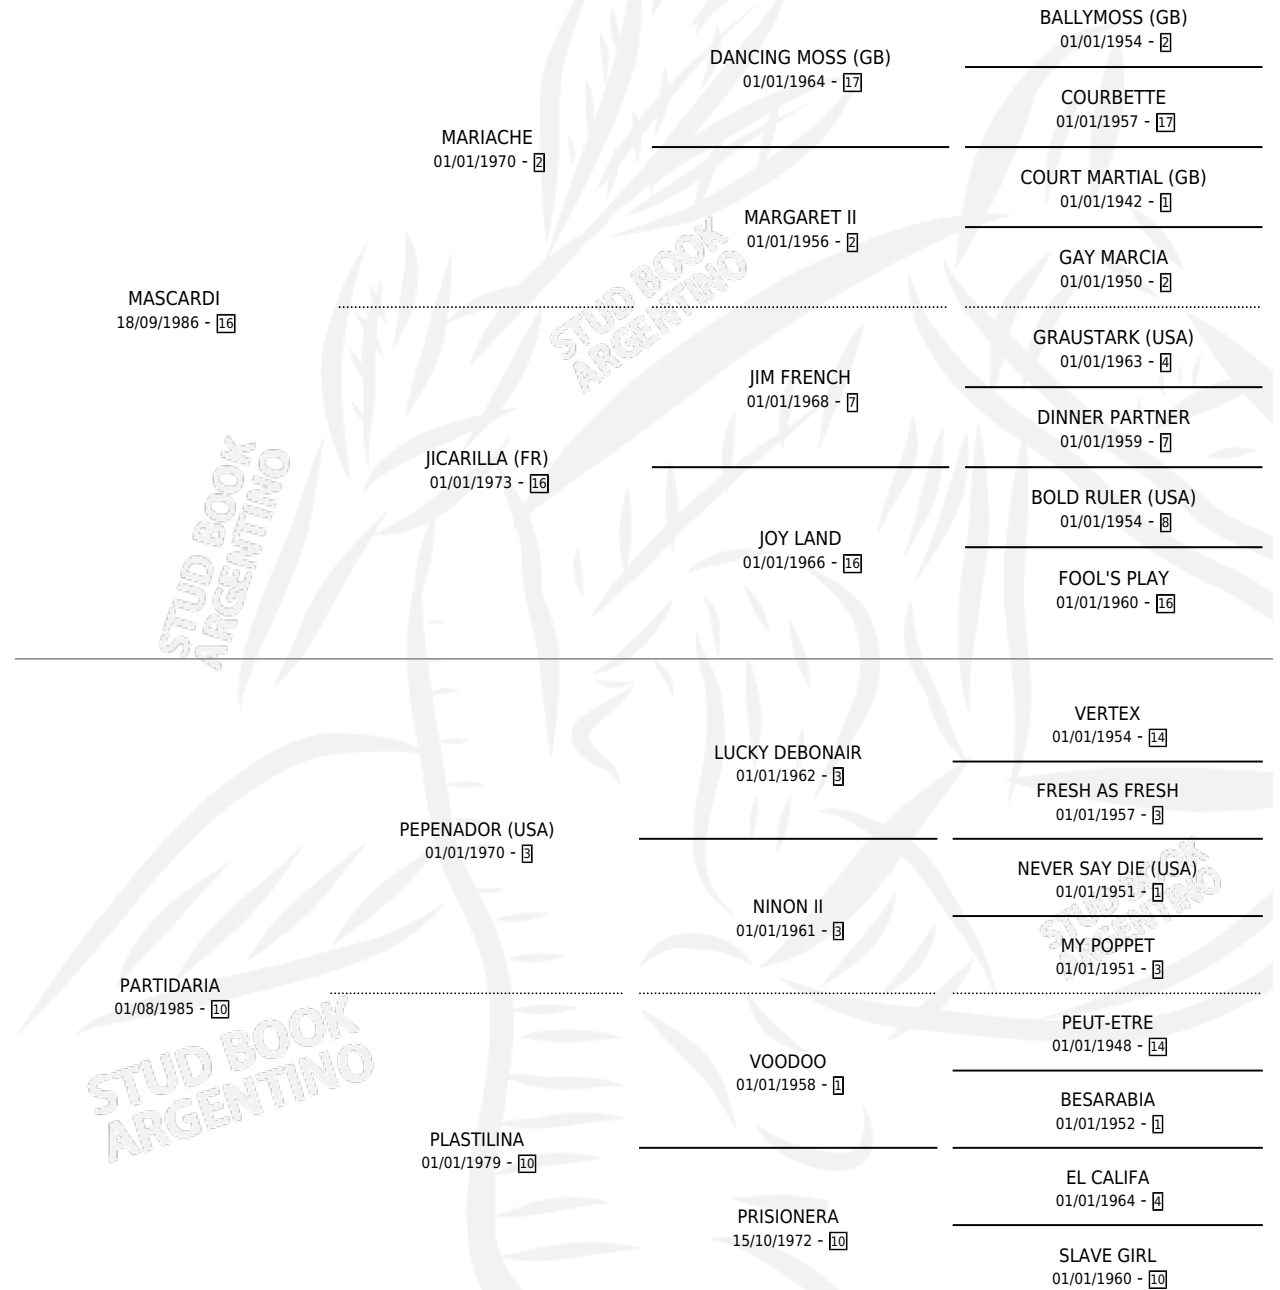 BALLYMOSS (GB)
01/01/1954 - 2
DANCING MOSS (GB)
01/01/1964 - 17
COURBETTE
01/01/1957 - 17
MARIACHE
01/01/1970 - 2
COURT MARTIAL (GB)
01/01/1942 - 1
MARGARET II
01/01/1956 - 2
GAY MARCIA
01/01/1950 - 2
MASCARDI
18/09/1986 - 16
STUD BOOK
ARGENTINO
GRAUSTARK (USA)
01/01/1963 - 4
JIM FRENCH
01/01/1968 - 7
DINNER PARTNER
01/01/1959 - 7
JICARILLA (FR)
01/01/1973 - 16
BOLD RULER (USA)
01/01/1954 - 8
JOY LAND
01/01/1966 - 16
FOOL'S PLAY
01/01/1960 - 16
STUD BOOK
ARGENTINO
VERTEX
01/01/1954 - 14
LUCKY DEBONAIR
01/01/1962 - 3
FRESH AS FRESH
01/01/1957 - 3
PEPENADOR (USA)
01/01/1970 - 3
NEVER SAY DIE (USA)
01/01/1951 - 1
NINON II
01/01/1961 - 3
MY POPPET
01/01/1951 - 3
STUD BOOK
ARGENTINO
PARTIDARIA
01/08/1985 - 10
STUD BOOK
ARGENTINO
PEUT-ETRE
01/01/1948 - 14
VOODOO
01/01/1958 - 1
BESARABIA
01/01/1952 - 1
PLASTILINA
01/01/1979 - 10
EL CALIFA
01/01/1964 - 4
PRISIONERA
15/10/1972 - 10
SLAVE GIRL
01/01/1960 - 10